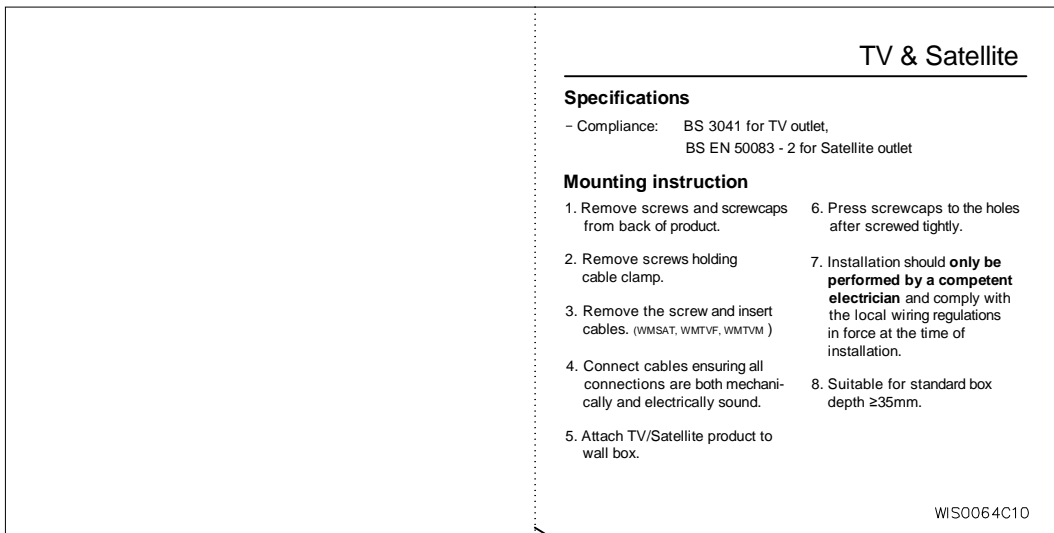 TV & Satellite
Specifications
- Compliance: BS 3041 for TV outlet,
BS EN 50083 - 2 for Satellite outlet
Mounting instruction
1. Remove screws and screwcaps
from back of product.
2. Remove screws holding
cable clamp.
3. Remove the screw and insert
cables. (WMSAT, WMTVF, WMTVM )
4. Connect cables ensuring all
connections are both mechani-
cally and electrically sound.
5. Attach TV/Satellite product to
wall box.
6. Press screwcaps to the holes
after screwed tightly.
7. Installation should only be
performed by a competent
electrician and comply with
the local wiring regulations
in force at the time of
installation.
8. Suitable for standard box
depth ≥35mm.
WIS0064C10